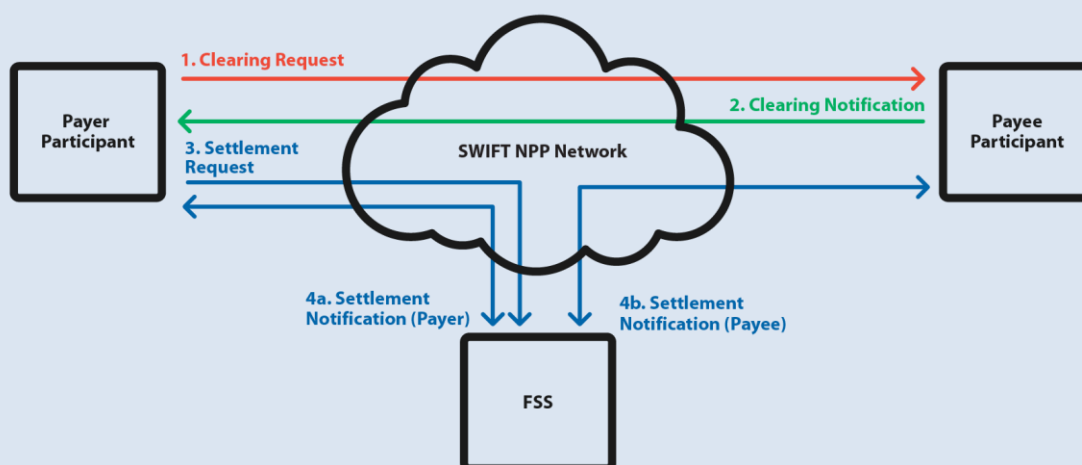 1. Clearing Request
2. Clearing Notification
Payer
Participant
Payee
Participant
3. Settlement
Request
SWIFT NPP Network
4a. Settlement
Notification (Payer)
4b. Settlement
Notification (Payee)
FSS